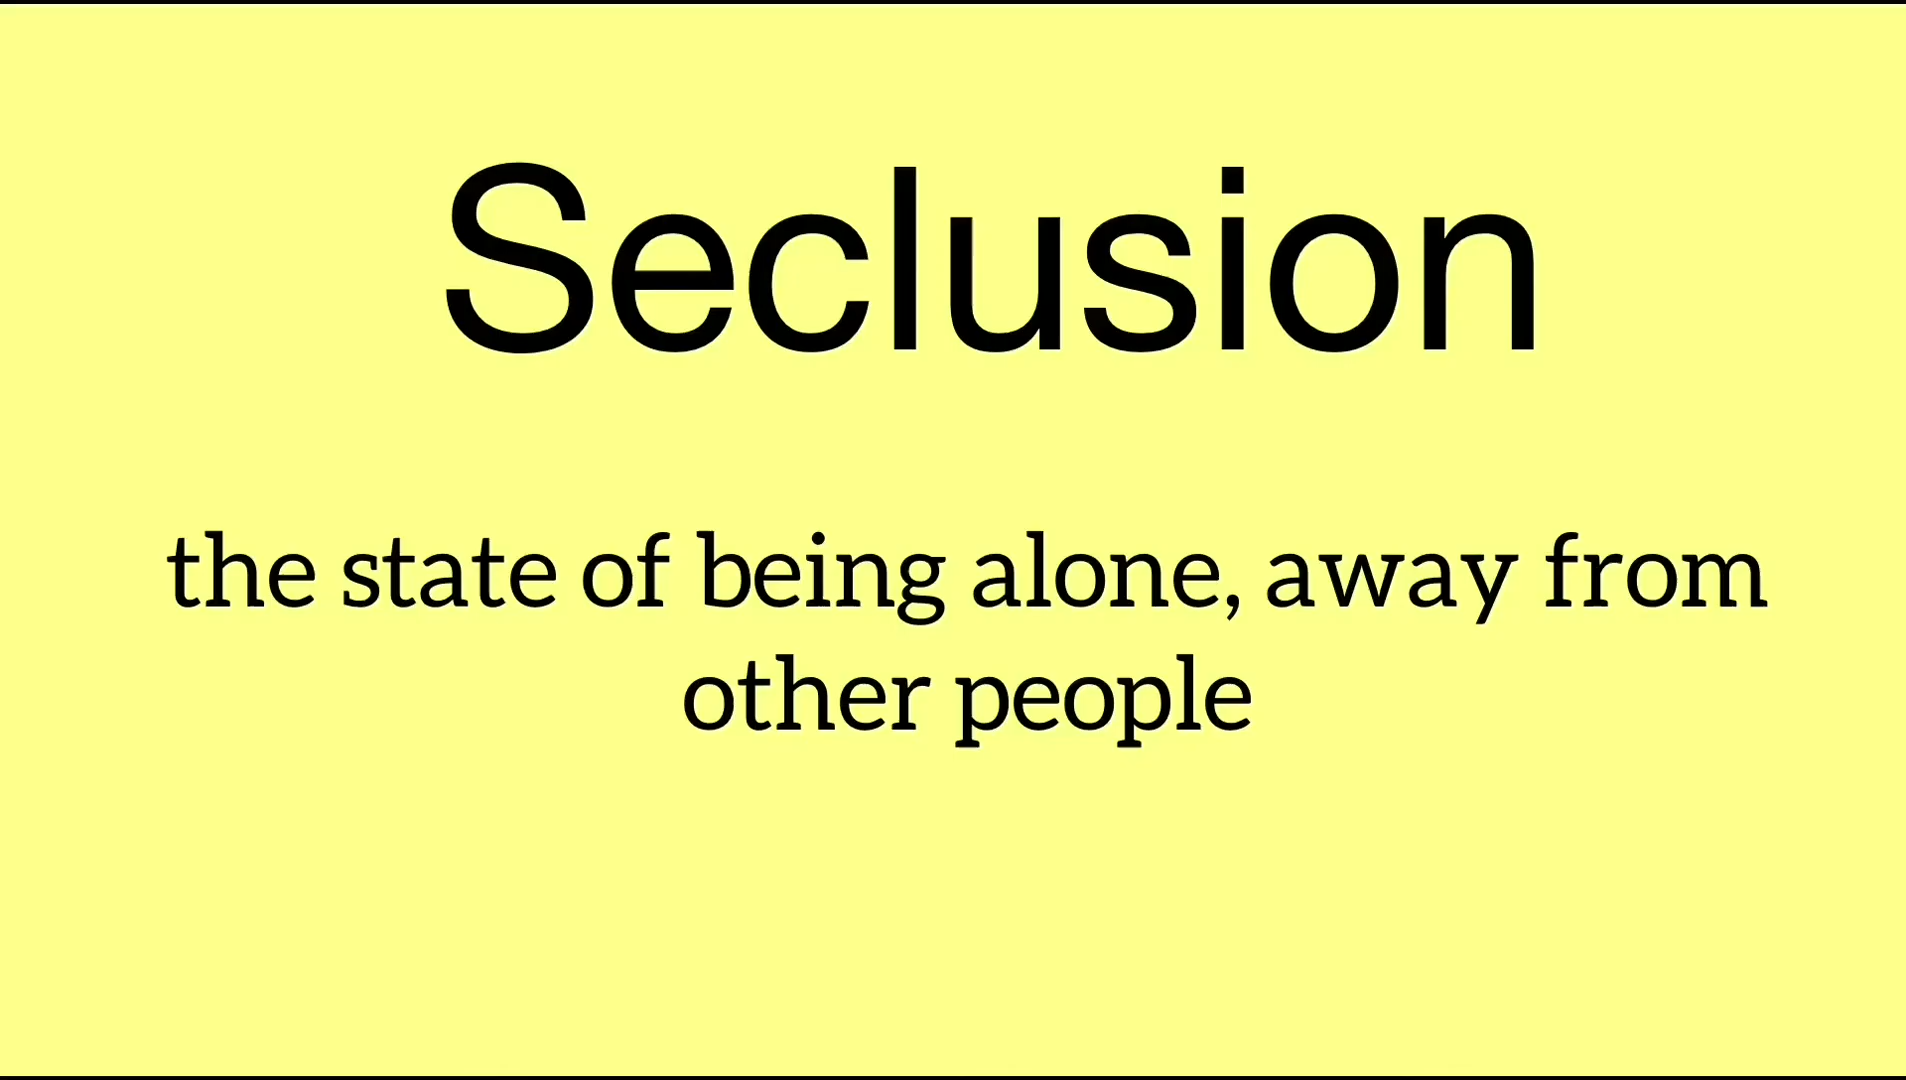 Seclusion
the state of being alone, away from
other people